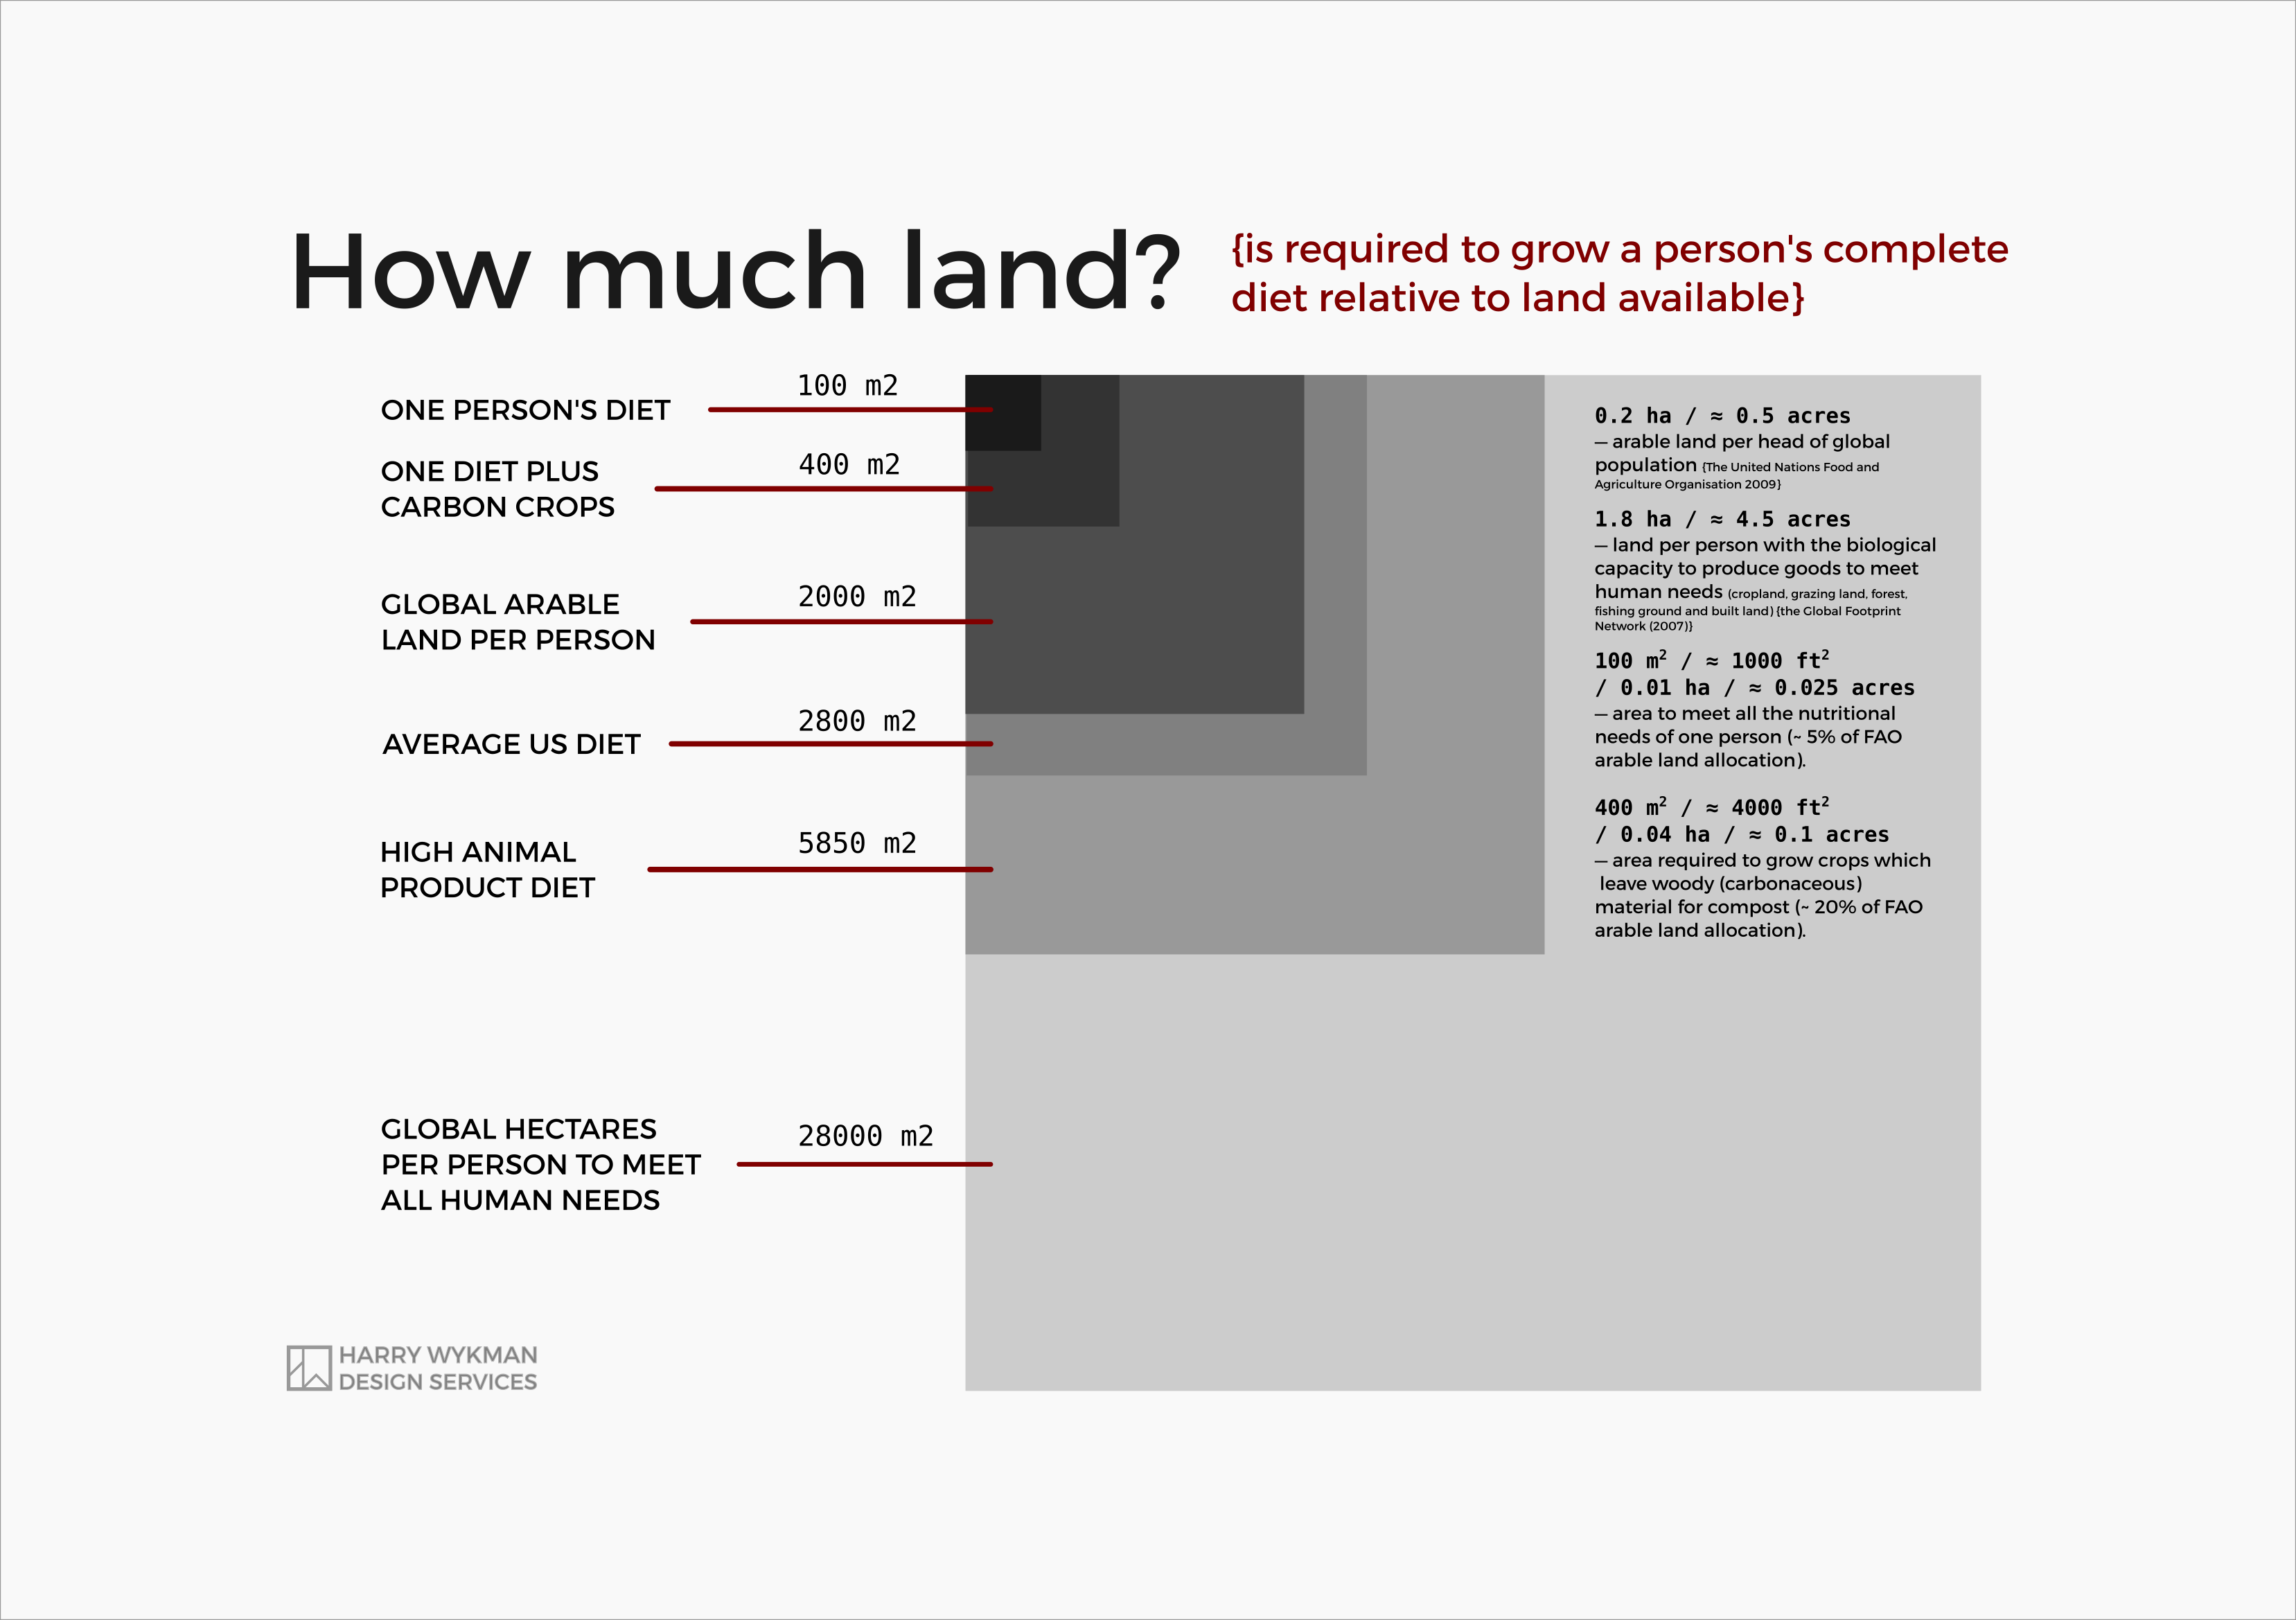 How much land?
{is required to grow a person's complete
diet relative to land available}
ONE PERSON'S DIET
100 m2
ONE DIET PLUS
CARBON CROPS
400 m2
GLOBAL ARABLE
LAND PER PERSON
2000 m2
AVERAGE US DIET
2800 m2
HIGH ANIMAL
PRODUCT DIET
5850 m2
GLOBAL HECTARES
PER PERSON TO MEET
ALL HUMAN NEEDS
28000 m2
0.2 ha / ≈ 0.5 acres
— arable land per head of global
population {The United Nations Food and
Agriculture Organisation 2009}
1.8 ha / ≈ 4.5 acres
— land per person with the biological
capacity to produce goods to meet
human needs (cropland, grazing land, forest,
fishing ground and built land) {the Global Footprint
Network (2007)}
100 m² / ≈ 1000 ft²
/ 0.01 ha / ≈ 0.025 acres
— area to meet all the nutritional
needs of one person (~ 5% of FAO
arable land allocation).
400 m² / ≈ 4000 ft²
/ 0.04 ha / ≈ 0.1 acres
— area required to grow crops which
leave woody (carbonaceous)
material for compost (~ 20% of FAO
arable land allocation).
HARRY WYKMAN
DESIGN SERVICES